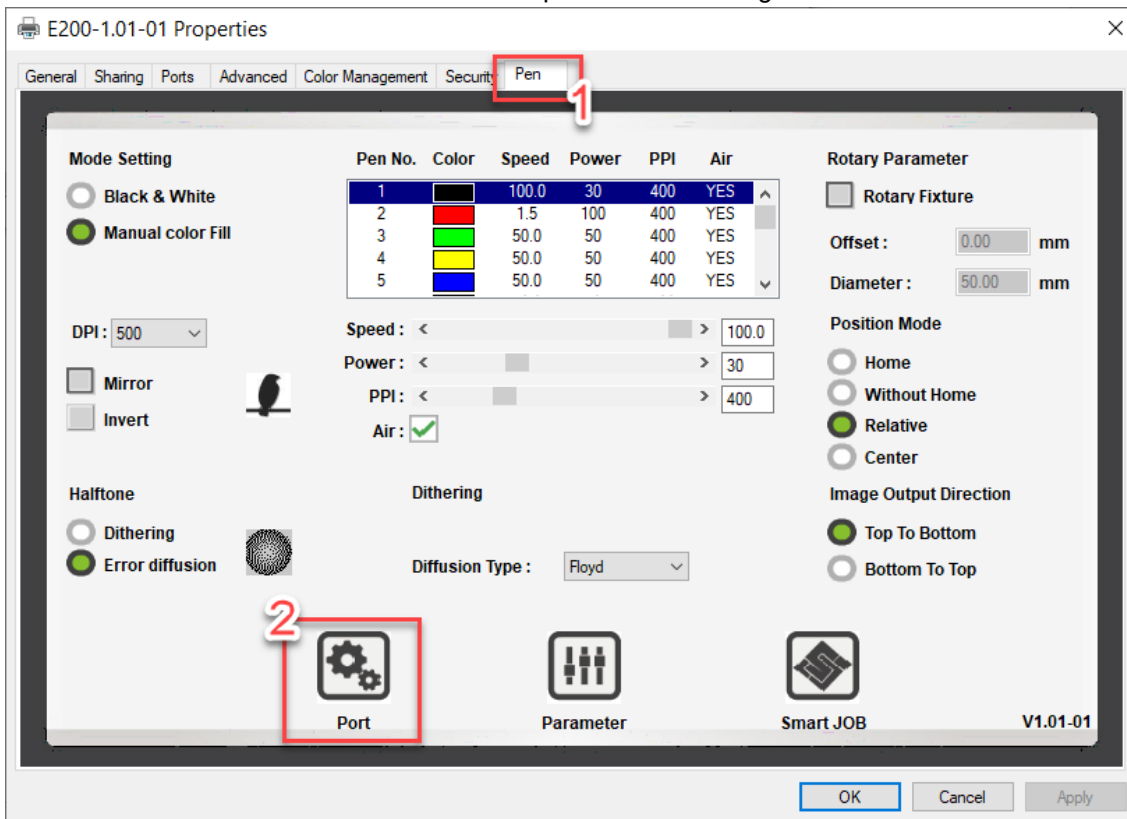 E200-1.01-01 Properties
General Sharing Ports Advanced Color Management Security Pen
1
Mode Setting
Black & White
Manual color Fill
Pen No. Color Speed Power PPI Air
1 100.0 30 400 YES
2 1.5 100 400 YES
3 50.0 50 400 YES
4 50.0 50 400 YES
5 50.0 50 400 YES
Rotary Parameter
Rotary Fixture
Offset : 0.00 mm
Diameter : 50.00 mm
DPI : 500
Mirror
Invert
Speed : < > 100.0
Power : < > 30
PPI : < > 400
Air :
Position Mode
Home
Without Home
Relative
Center
Halftone
Dithering
Error diffusion
Dithering
Diffusion Type : Floyd
Image Output Direction
Top To Bottom
Bottom To Top
2
Port
Parameter
Smart JOB
V1.01-01
OK Cancel Apply